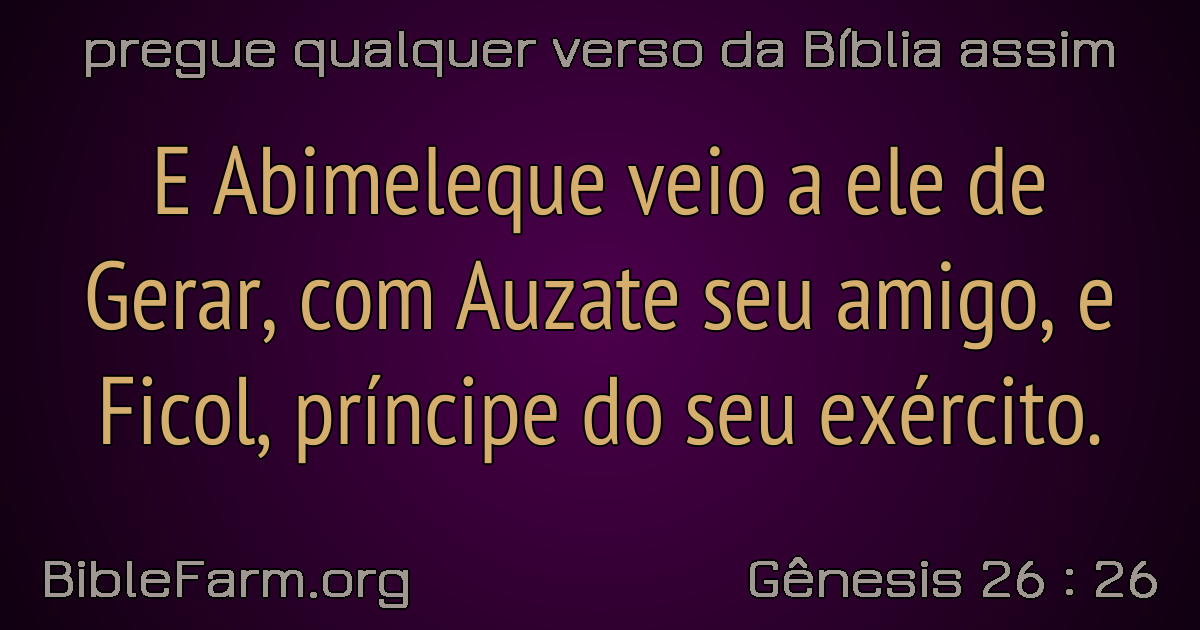 pregue qualquer verso da Bíblia assim
E Abimeleque veio a ele de
Gerar, com Auzate seu amigo, e
Ficol, príncipe do seu exército.
BibleFarm.org
Gênesis 26 : 26